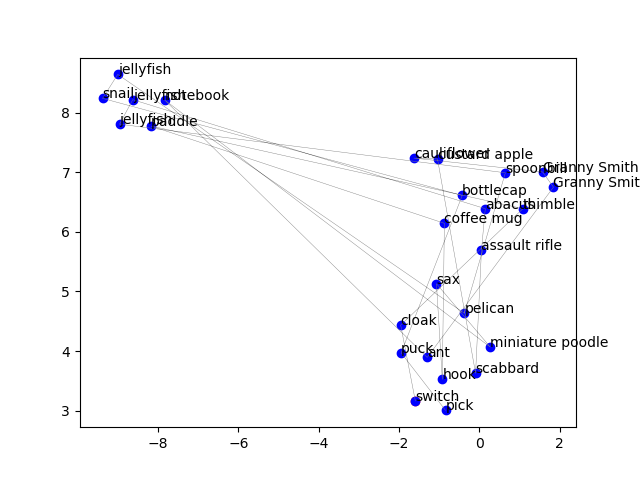 jellyfish
snail
jellyfish
notebook
jellyfish
paddle
cauliflower
custard apple
spoonbill
Granny Smith
Granny Smit
bottlecap
abacus
thimble
coffee mug
assault rifle
sax
pelican
cloak
puck
ant
miniature poodle
hook
scabbard
switch
pick
8
7
6
5
4
3
−8 −6 −4 −2 0 2